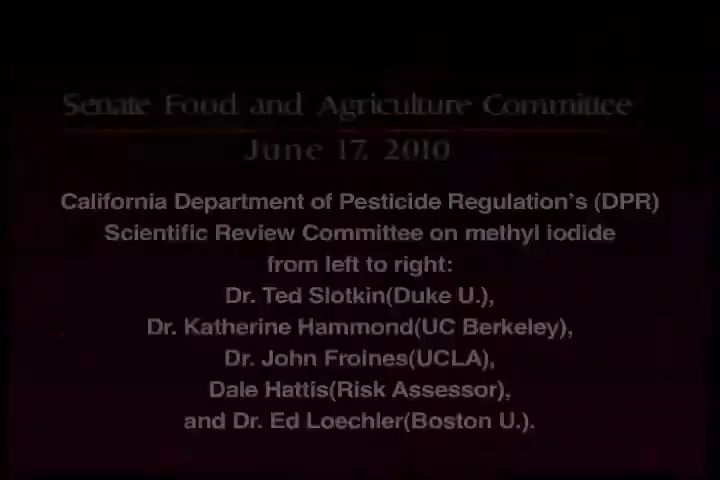 Senate Food and Agriculture Committee
June 17, 2010
California Department of Pesticide Regulation's (DPR)
Scientific Review Committee on methyl iodide
from left to right:
Dr. Ted Slotkin(Duke U.),
Dr. Katherine Hammond(UC Berkeley),
Dr. John Froines(UCLA),
Dale Hattis(Risk Assessor),
and Dr. Ed Loechler(Boston U.).